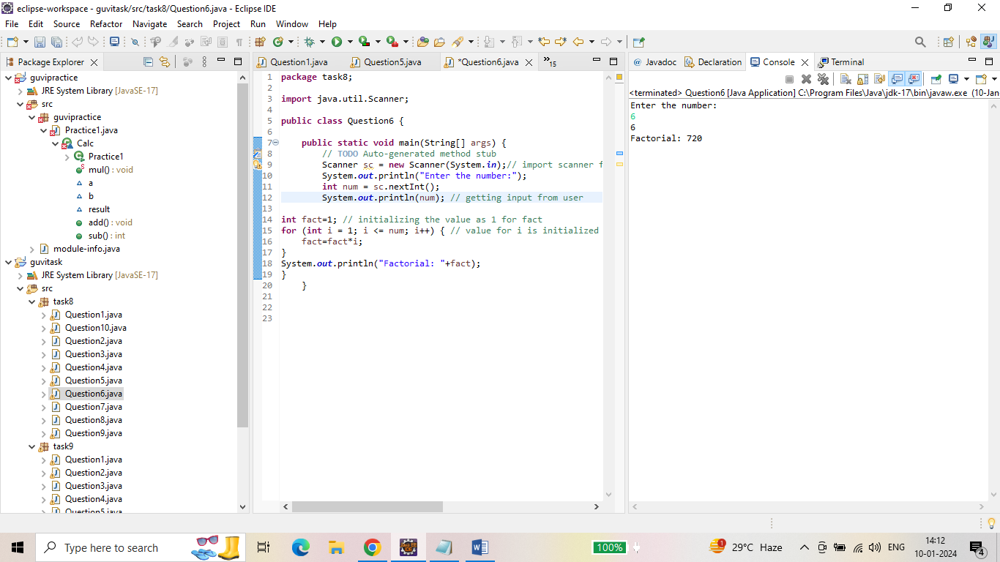 eclipse-workspace - guvitask/src/task8/Question6.java - Eclipse IDE
File Edit Source Refactor Navigate Search Project Run Window Help
Package Explorer
guvipractice
JRE System Library [JavaSE-17]
src
guvipractice
Practice1.java
Calc
Practice1
mul() : void
a
b
result
add() : void
sub() : int
module-info.java
guvitask
JRE System Library [JavaSE-17]
src
task8
Question1.java
Question10.java
Question2.java
Question3.java
Question4.java
Question5.java
Question6.java
Question7.java
Question8.java
Question9.java
task9
Question1.java
Question2.java
Question3.java
Question4.java
Question5.java
Question1.java Question5.java *Question6.java »15
1 package task8;
2
3 import java.util.Scanner;
4
5 public class Question6 {
6
7 public static void main(String[] args) {
8 // TODO Auto-generated method stub
9 Scanner sc = new Scanner(System.in);// import scanner f
10 System.out.println("Enter the number:");
11 int num = sc.nextInt();
12 System.out.println(num); // getting input from user
13
14 int fact=1; // initializing the value as 1 for fact
15 for (int i = 1; i <= num; i++) { // value for i is initialized
16 fact=fact*i;
17 }
18 System.out.println("Factorial: "+fact);
19 }
20 }
21
22
23
@ Javadoc Declaration Console Terminal
<terminated> Question6 [Java Application] C:\Program Files\Java\jdk-17\bin\javaw.exe (10-Jan
Enter the number:
6
6
Factorial: 720
Type here to search
100%
1
29°C Haze
ENG
14:12
10-01-2024
4